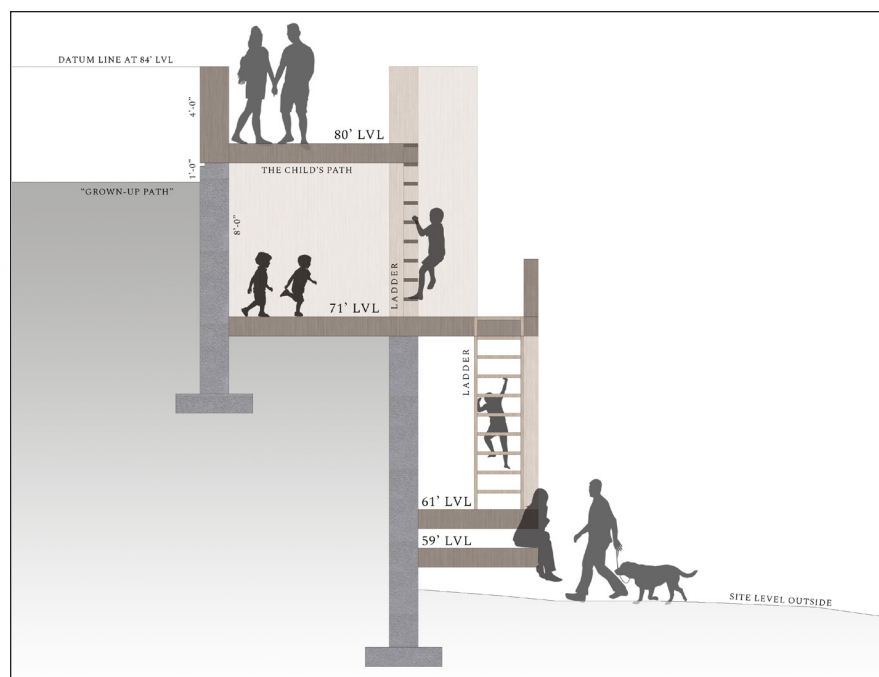 DATUM LINE AT 84' LVL
4'-0"
80' LVL
1'-0"
THE CHILD'S PATH
"GROWN-UP PATH"
8'-0"
LADDER
71' LVL
LADDER
61' LVL
59' LVL
SITE LEVEL OUTSIDE